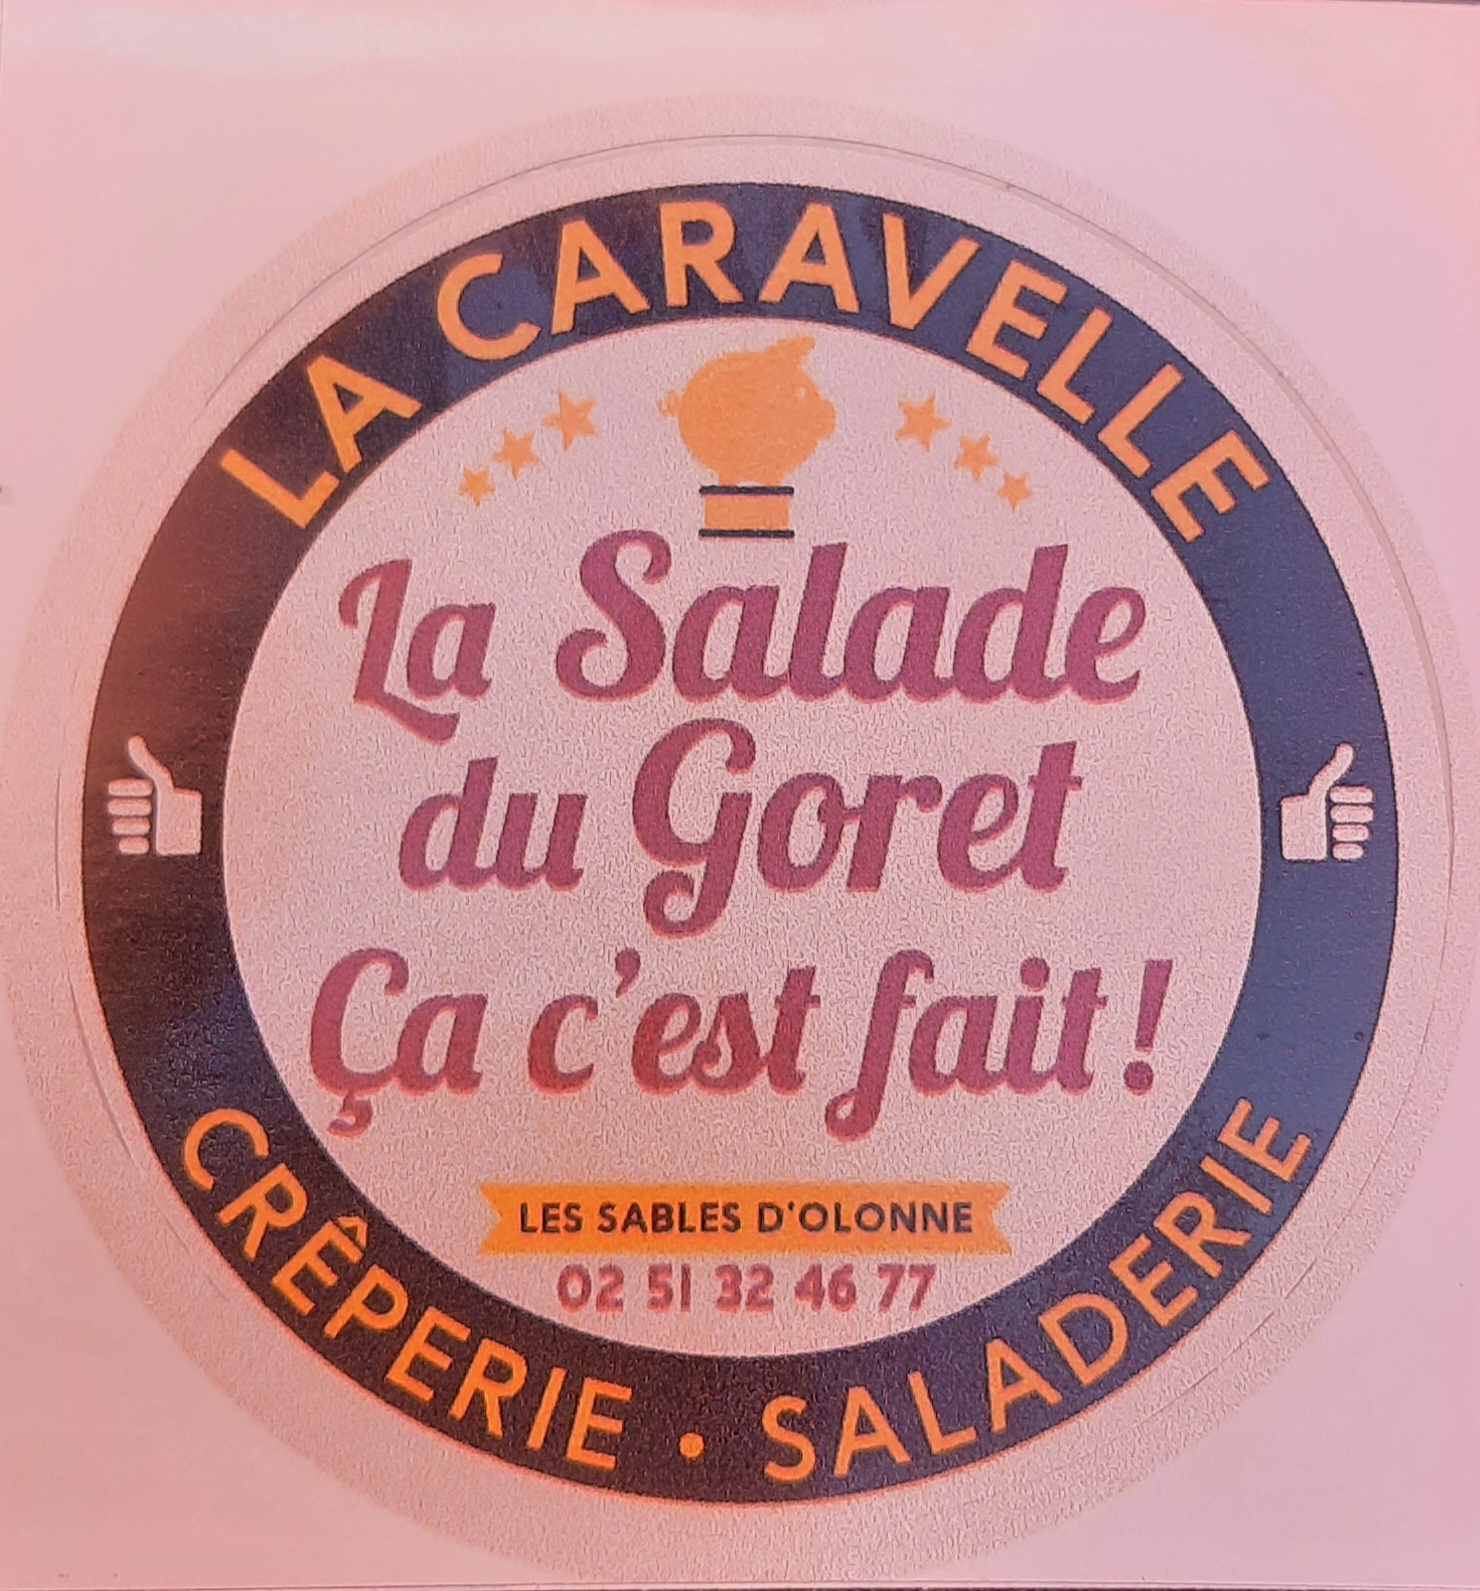 LA CARAVELLE
La Salade
du Goret
Ça c'est fait !
LES SABLES D'OLONNE
02 51 32 46 77
CRÊPERIE • SALADERIE